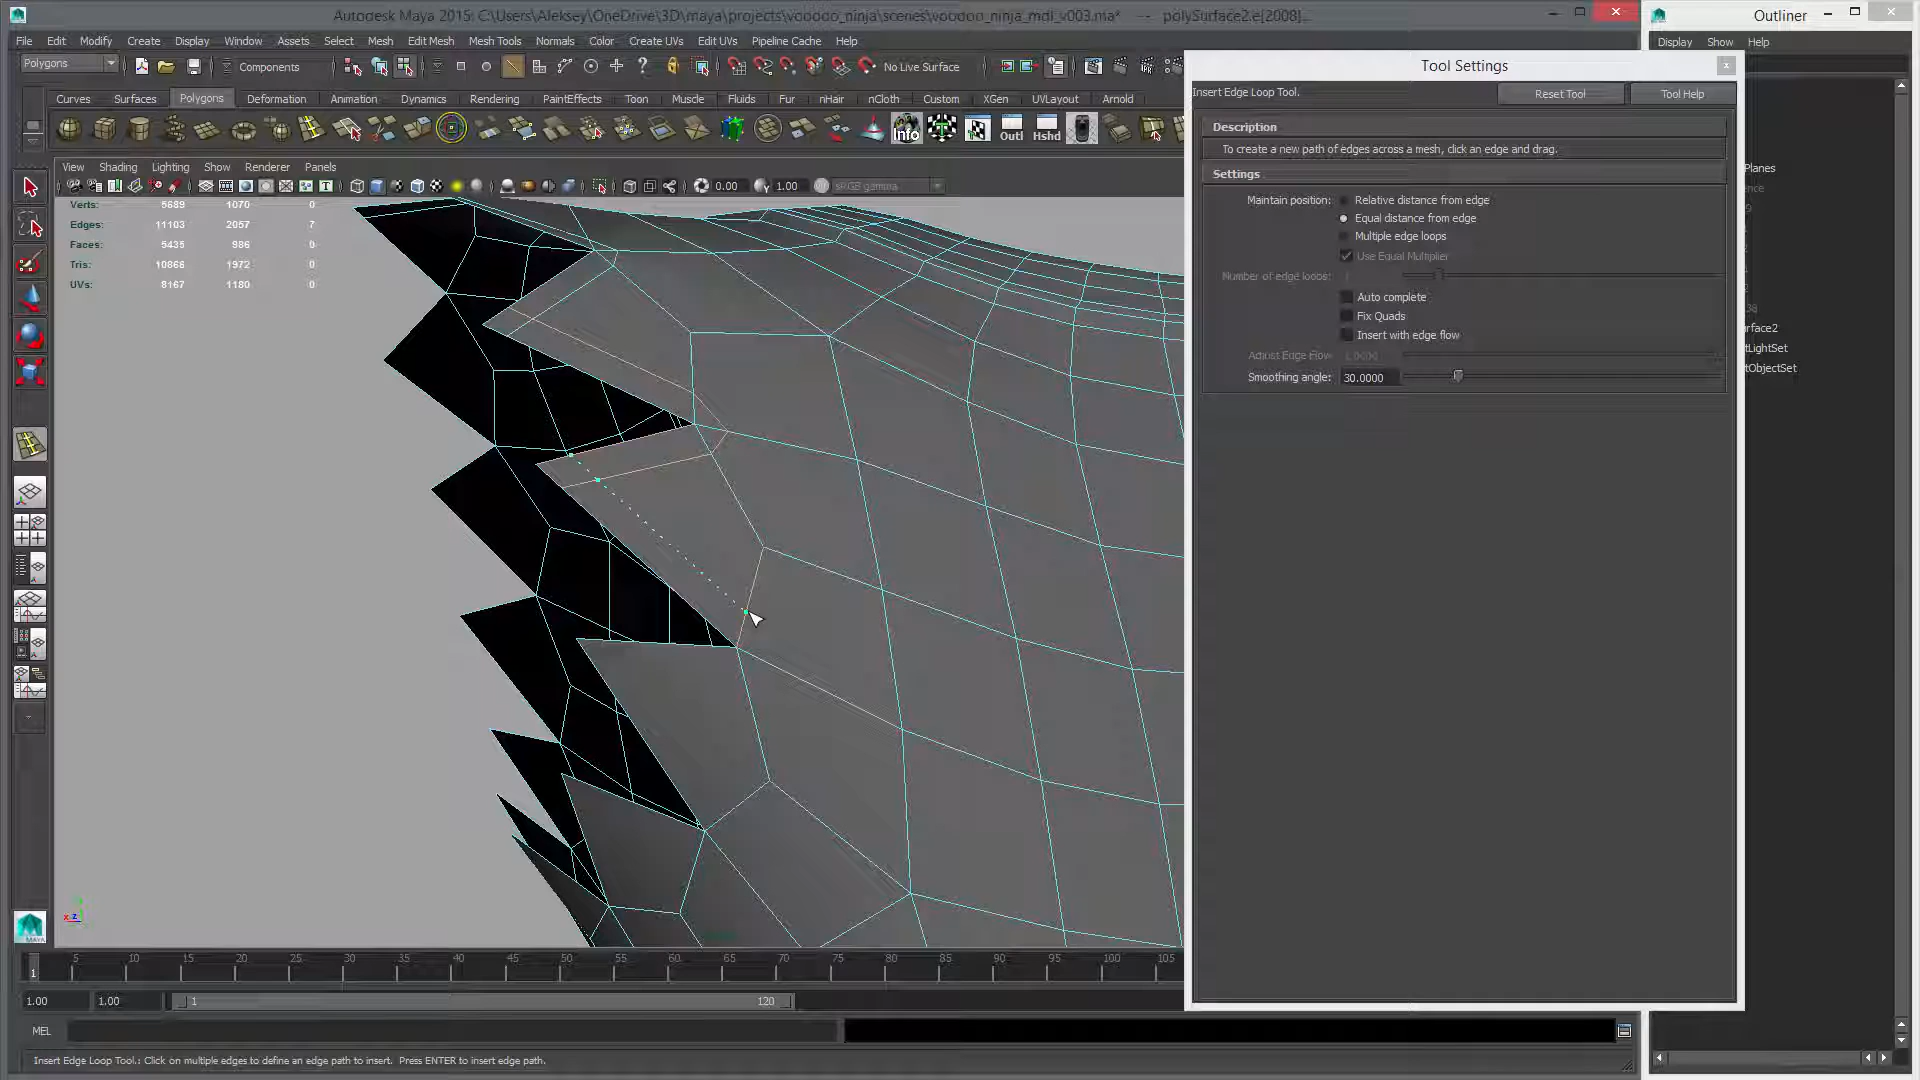 Autodesk Maya 2015: C:\Users\Aleksey\OneDrive\3D\maya\projects\vooodoo_ninja\scenes\voodoo_ninja_mdl_v003.ma* --- polySurface2.e[2008]...
Outliner
File Edit Modify Create Display Window Assets Select Mesh Edit Mesh Mesh Tools Normals Color Create UVs Edit UVs Pipeline Cache Help
Display Show Help
Polygons
Components
No Live Surface
Tool Settings
Insert Edge Loop Tool.
Reset Tool
Tool Help
Curves Surfaces Polygons Deformation Animation Dynamics Rendering PaintEffects Toon Muscle Fluids Fur nHair nCloth Custom XGen UVLayout Arnold
Info
Outl
Hshd
Description
To create a new path of edges across a mesh, click an edge and drag.
View Shading Lighting Show Renderer Panels
Settings
0.00
1.00
sRGB gamma
Maintain position:
Relative distance from edge
Equal distance from edge
Multiple edge loops
Use Equal Multiplier
Number of edge loops:
Auto complete
Fix Quads
Insert with edge flow
Adjust Edge Flow
1.0000
Smoothing angle:
30.0000
Verts: 5689 1070 0
Edges: 11103 2057 7
Faces: 5435 986 0
Tris: 10866 1972 0
UVs: 8167 1180 0
Planes
ence
38
rface2
tLightSet
tObjectSet
x z
MAYA
1 5 10 15 20 25 30 35 40 45 50 55 60 65 70 75 80 85 90 95 100 105
1.00 1.00 1 120
MEL
Insert Edge Loop Tool.: Click on multiple edges to define an edge path to insert. Press ENTER to insert edge path.